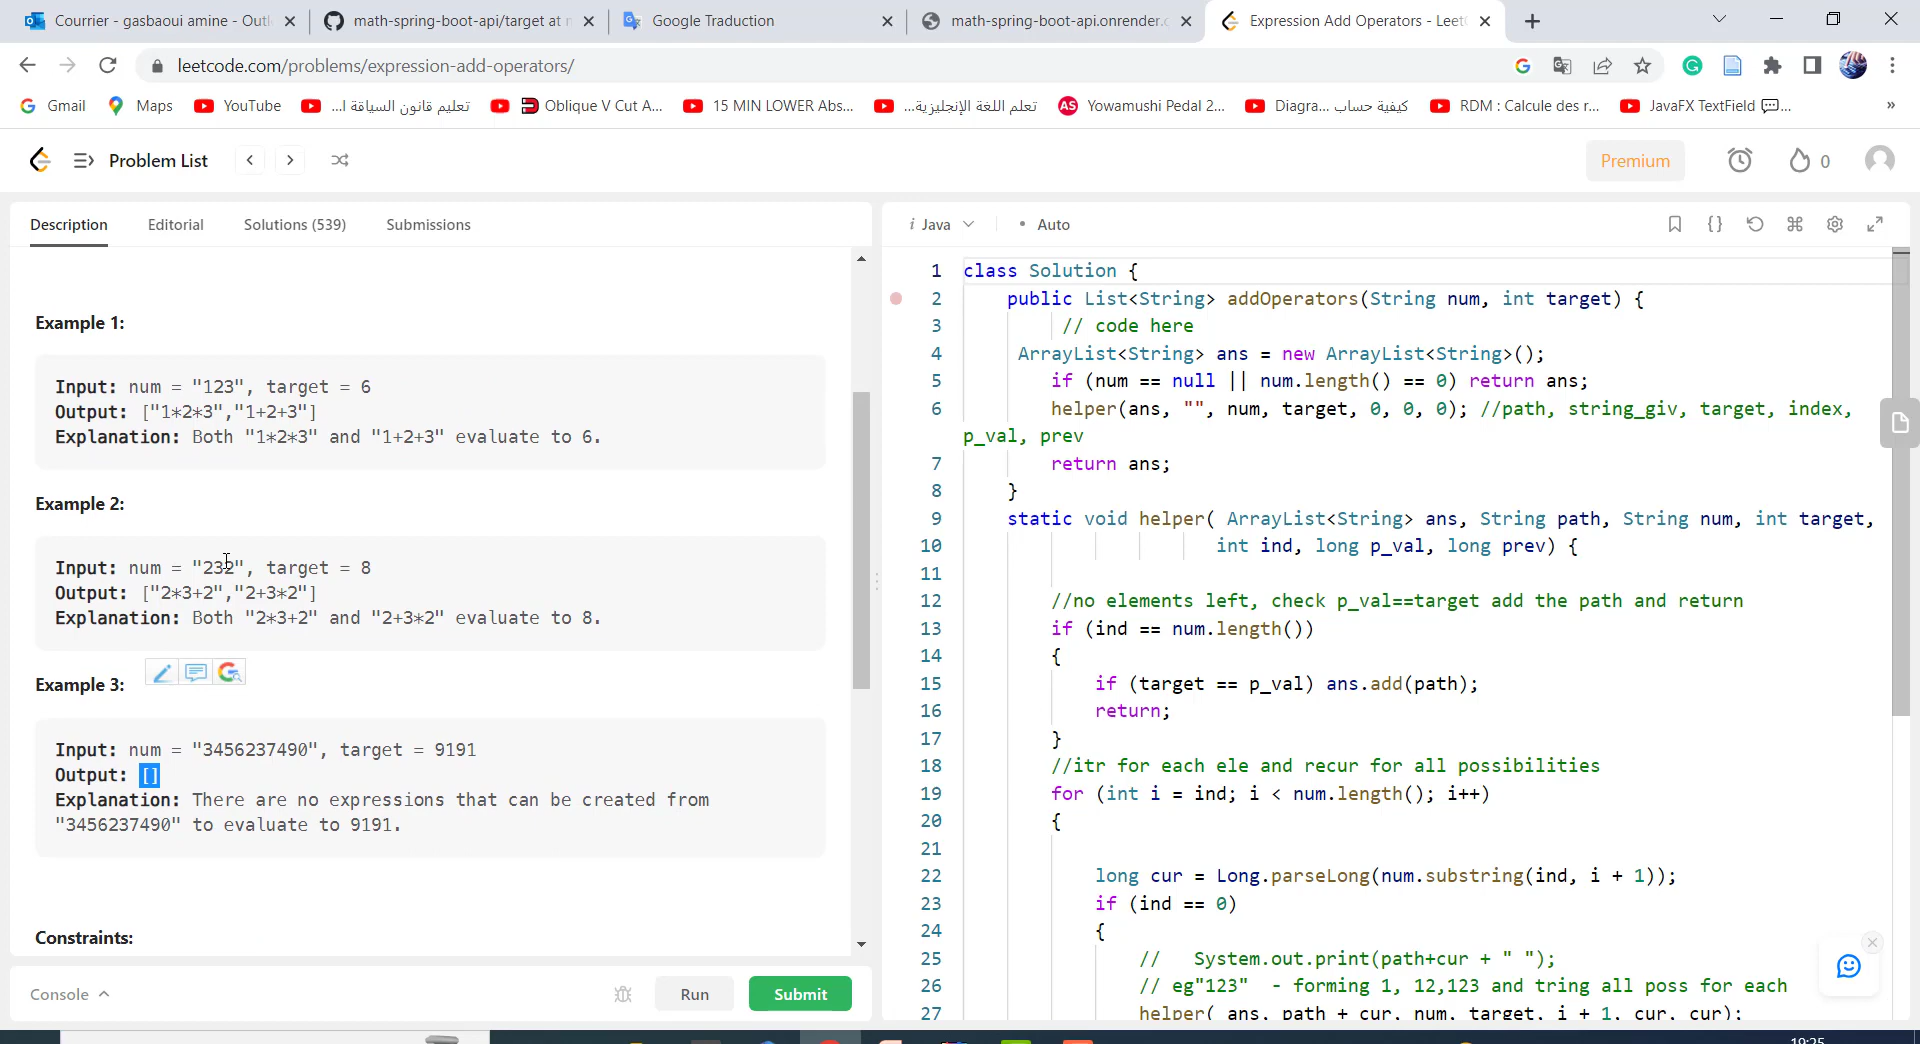 Courrier - gasbaoui amine - Outl
math-spring-boot-api/target at m
Google Traduction
math-spring-boot-api.onrender.c
Expression Add Operators - LeetC
leetcode.com/problems/expression-add-operators/
Gmail
Maps
YouTube
تعليم قانون السياقة ا...
Oblique V Cut A...
15 MIN LOWER Abs...
تعلم اللغة الإنجليزية...
AS
Yowamushi Pedal 2...
Diagra... كيفية حساب
RDM : Calcule des r...
JavaFX TextField 💬...
»
Problem List
Premium
0
Description
Editorial
Solutions (539)
Submissions
Example 1:
Input: num = "123", target = 6
Output: ["1*2*3","1+2+3"]
Explanation: Both "1*2*3" and "1+2+3" evaluate to 6.
Example 2:
Input: num = "232", target = 8
Output: ["2*3+2","2+3*2"]
Explanation: Both "2*3+2" and "2+3*2" evaluate to 8.
Example 3:
Input: num = "3456237490", target = 9191
Output: []
Explanation: There are no expressions that can be created from
"3456237490" to evaluate to 9191.
Constraints:
Console
Run
Submit
i Java
• Auto
{}
1 class Solution {
2 public List<String> addOperators(String num, int target) {
3 // code here
4 ArrayList<String> ans = new ArrayList<String>();
5 if (num == null || num.length() == 0) return ans;
6 helper(ans, "", num, target, 0, 0, 0); //path, string_giv, target, index,
p_val, prev
7 return ans;
8 }
9 static void helper( ArrayList<String> ans, String path, String num, int target,
10 int ind, long p_val, long prev) {
11
12 //no elements left, check p_val==target add the path and return
13 if (ind == num.length())
14 {
15 if (target == p_val) ans.add(path);
16 return;
17 }
18 //itr for each ele and recur for all possibilities
19 for (int i = ind; i < num.length(); i++)
20 {
21
22 long cur = Long.parseLong(num.substring(ind, i + 1));
23 if (ind == 0)
24 {
25 // System.out.print(path+cur + " ");
26 // eg"123" - forming 1, 12,123 and tring all poss for each
27 helper( ans, path + cur, num, target, i + 1, cur, cur);
19:25